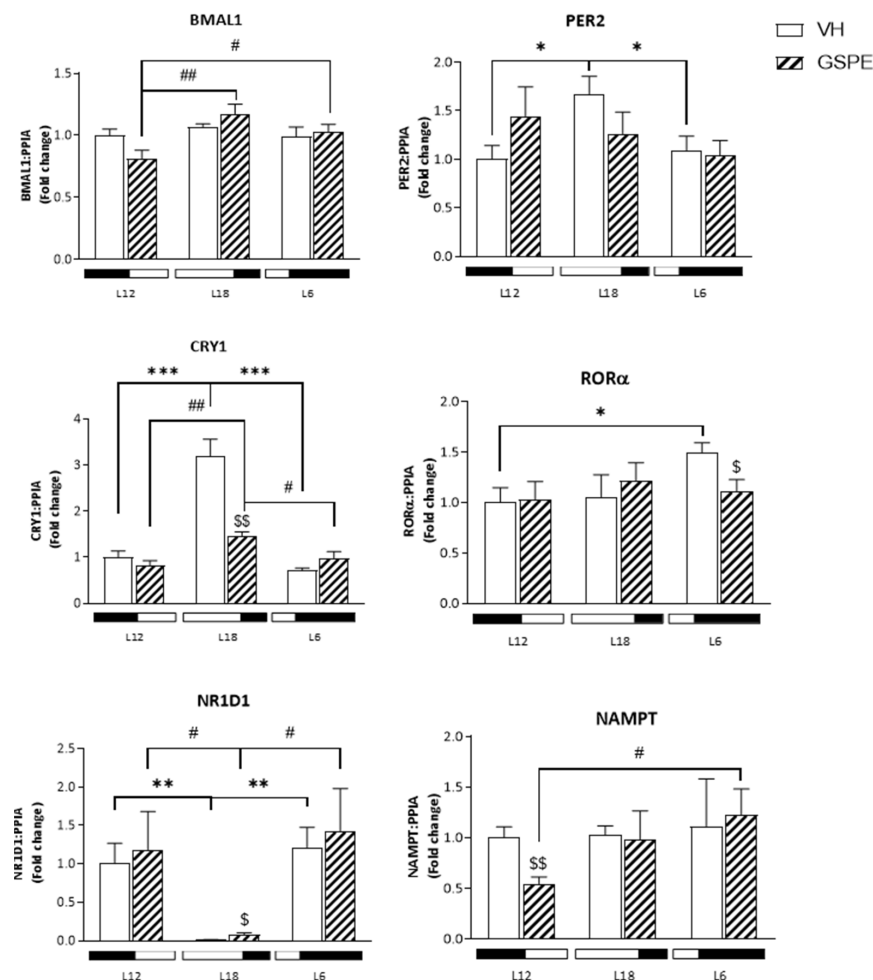 BMAL1
#
##
1.5
1.0
0.5
0.0
BMAL1:PPIA
(Fold change)
L12
L18
L6
PER2
*
*
2.0
1.5
1.0
0.5
0.0
PER2:PPIA
(Fold change)
L12
L18
L6
VH
GSPE
CRY1
***
***
##
#
$$
4
3
2
1
0
CRY1:PPIA
(Fold change)
L12
L18
L6
RORα
*
$
2.0
1.5
1.0
0.5
0.0
RORα:PPIA
(Fold change)
L12
L18
L6
NR1D1
#
#
**
**
$
2.5
2.0
1.5
1.0
0.5
0.0
NR1D1:PPIA
(Fold change)
L12
L18
L6
NAMPT
#
$$
2.0
1.5
1.0
0.5
0.0
NAMPT:PPIA
(Fold change)
L12
L18
L6